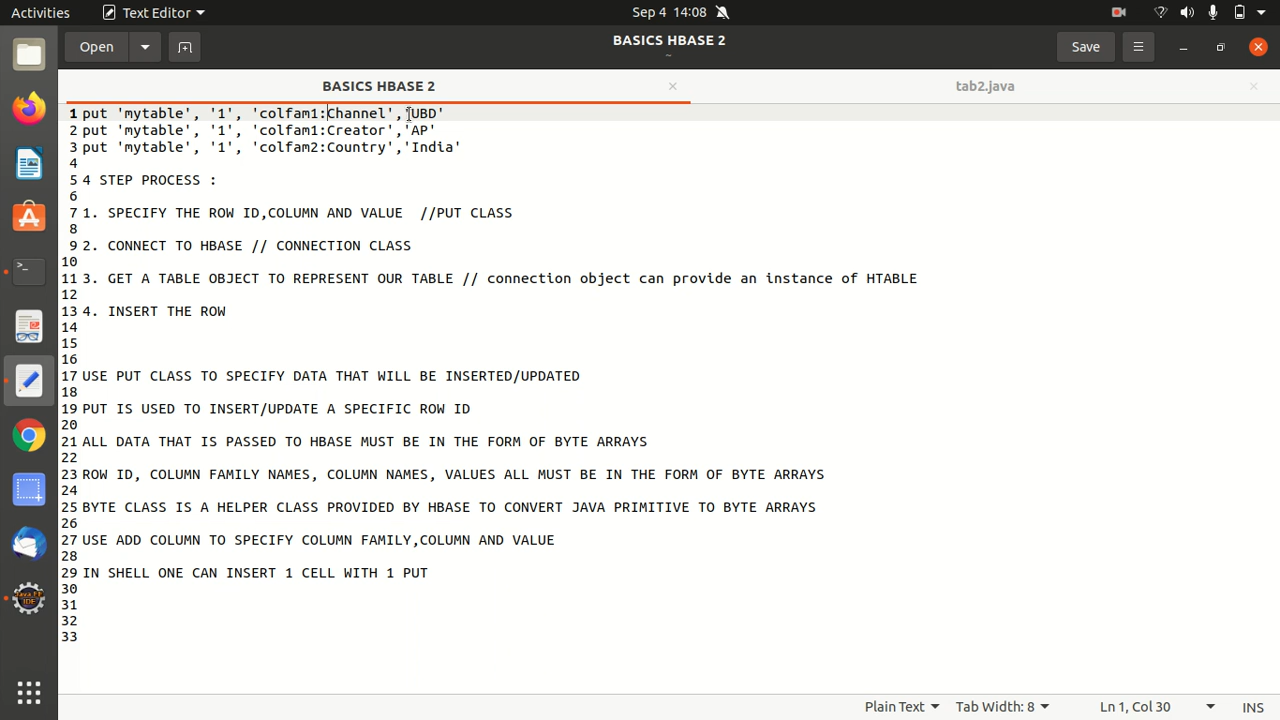 Activities
Text Editor
Sep 4 14:08
Open
BASICS HBASE 2
~
Save
BASICS HBASE 2
tab2.java
1 put 'mytable', '1', 'colfam1:Channel','UBD'
2 put 'mytable', '1', 'colfam1:Creator','AP'
3 put 'mytable', '1', 'colfam2:Country','India'
4
5 4 STEP PROCESS :
6
7 1. SPECIFY THE ROW ID,COLUMN AND VALUE //PUT CLASS
8
9 2. CONNECT TO HBASE // CONNECTION CLASS
10
11 3. GET A TABLE OBJECT TO REPRESENT OUR TABLE // connection object can provide an instance of HTABLE
12
13 4. INSERT THE ROW
14
15
16
17 USE PUT CLASS TO SPECIFY DATA THAT WILL BE INSERTED/UPDATED
18
19 PUT IS USED TO INSERT/UPDATE A SPECIFIC ROW ID
20
21 ALL DATA THAT IS PASSED TO HBASE MUST BE IN THE FORM OF BYTE ARRAYS
22
23 ROW ID, COLUMN FAMILY NAMES, COLUMN NAMES, VALUES ALL MUST BE IN THE FORM OF BYTE ARRAYS
24
25 BYTE CLASS IS A HELPER CLASS PROVIDED BY HBASE TO CONVERT JAVA PRIMITIVE TO BYTE ARRAYS
26
27 USE ADD COLUMN TO SPECIFY COLUMN FAMILY,COLUMN AND VALUE
28
29 IN SHELL ONE CAN INSERT 1 CELL WITH 1 PUT
30
31
32
33
Plain Text
Tab Width: 8
Ln 1, Col 30
INS